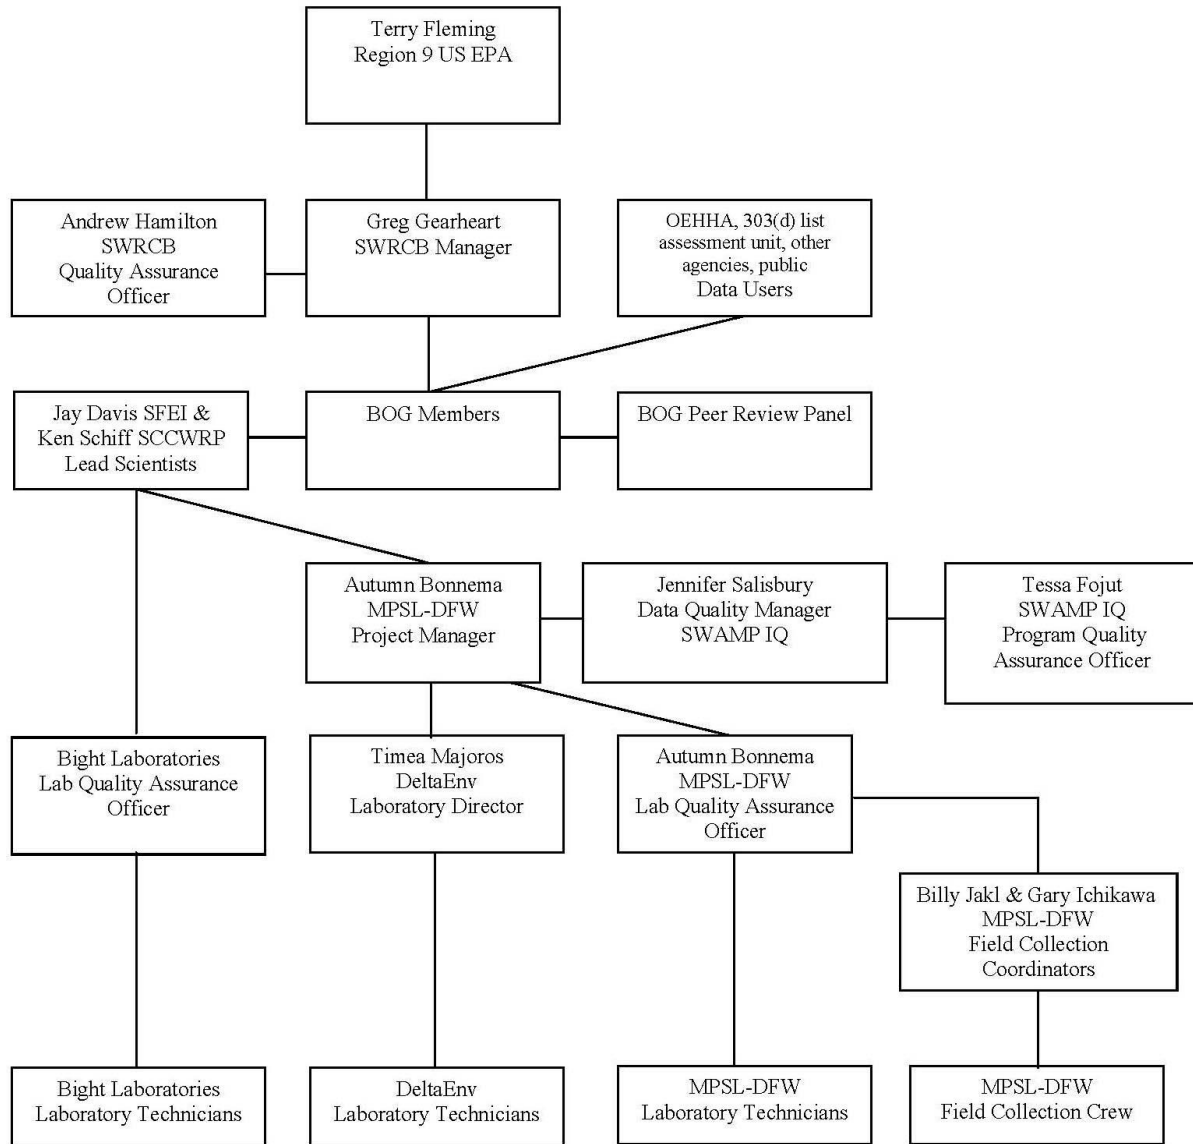 Terry Fleming
Region 9 US EPA
Andrew Hamilton
SWRCB
Quality Assurance
Officer
Greg Gearheart
SWRCB Manager
OEHHA, 303(d) list
assessment unit, other
agencies, public
Data Users
Jay Davis SFEI &
Ken Schiff SCCWRP
Lead Scientists
BOG Members
BOG Peer Review Panel
Autumn Bonnema
MPSL-DFW
Project Manager
Jennifer Salisbury
Data Quality Manager
SWAMP IQ
Tessa Fojut
SWAMP IQ
Program Quality
Assurance Officer
Bight Laboratories
Lab Quality Assurance
Officer
Timea Majoros
DeltaEnv
Laboratory Director
Autumn Bonnema
MPSL-DFW
Lab Quality Assurance
Officer
Billy Jakl & Gary Ichikawa
MPSL-DFW
Field Collection
Coordinators
Bight Laboratories
Laboratory Technicians
DeltaEnv
Laboratory Technicians
MPSL-DFW
Laboratory Technicians
MPSL-DFW
Field Collection Crew